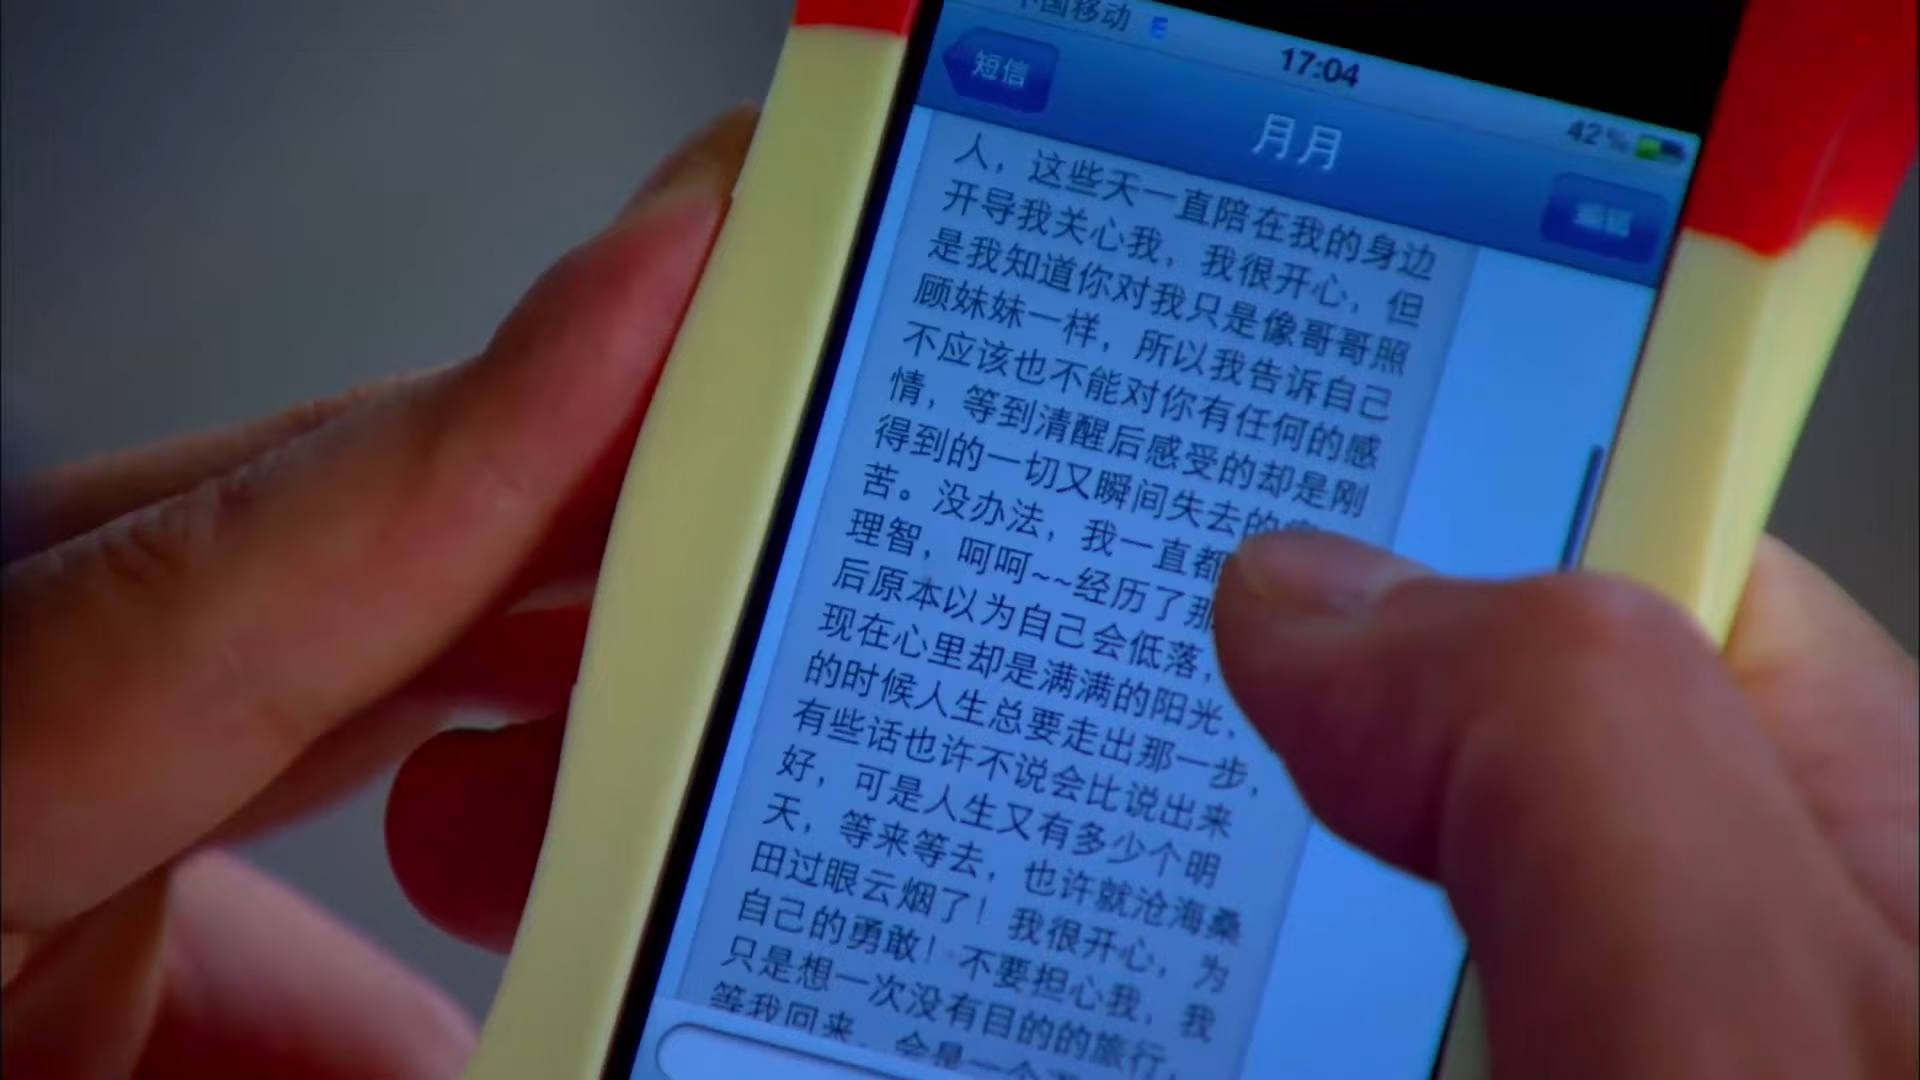 中国移动 E
17:04
42%
短信
月月
人，这些天一直陪在我的身边
开导我关心我，我很开心，但
是我知道你对我只是像哥哥照
顾妹妹一样，所以我告诉自己
不应该也不能对你有任何的感
情，等到清醒后感受的却是刚
得到的一切又瞬间失去的
苦。没办法，我一直都
理智，呵呵~~经历了那
后原本以为自己会低落，
现在心里却是满满的阳光，
的时候人生总要走出那一步，
有些话也许不说会比说出来
好，可是人生又有多少个明
天，等来等去，也许就沧海桑
田过眼云烟了！我很开心，为
自己的勇敢！不要担心我，我
只是想一次没有目的的旅行，
等我回来，会是一个